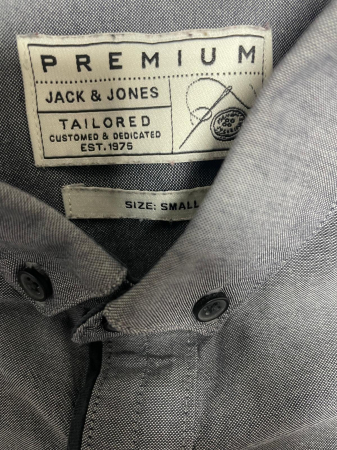 PREMIUM
JACK & JONES
TAILORED
CUSTOMED & DEDICATED
EST. 1975
SIZE: SMALL